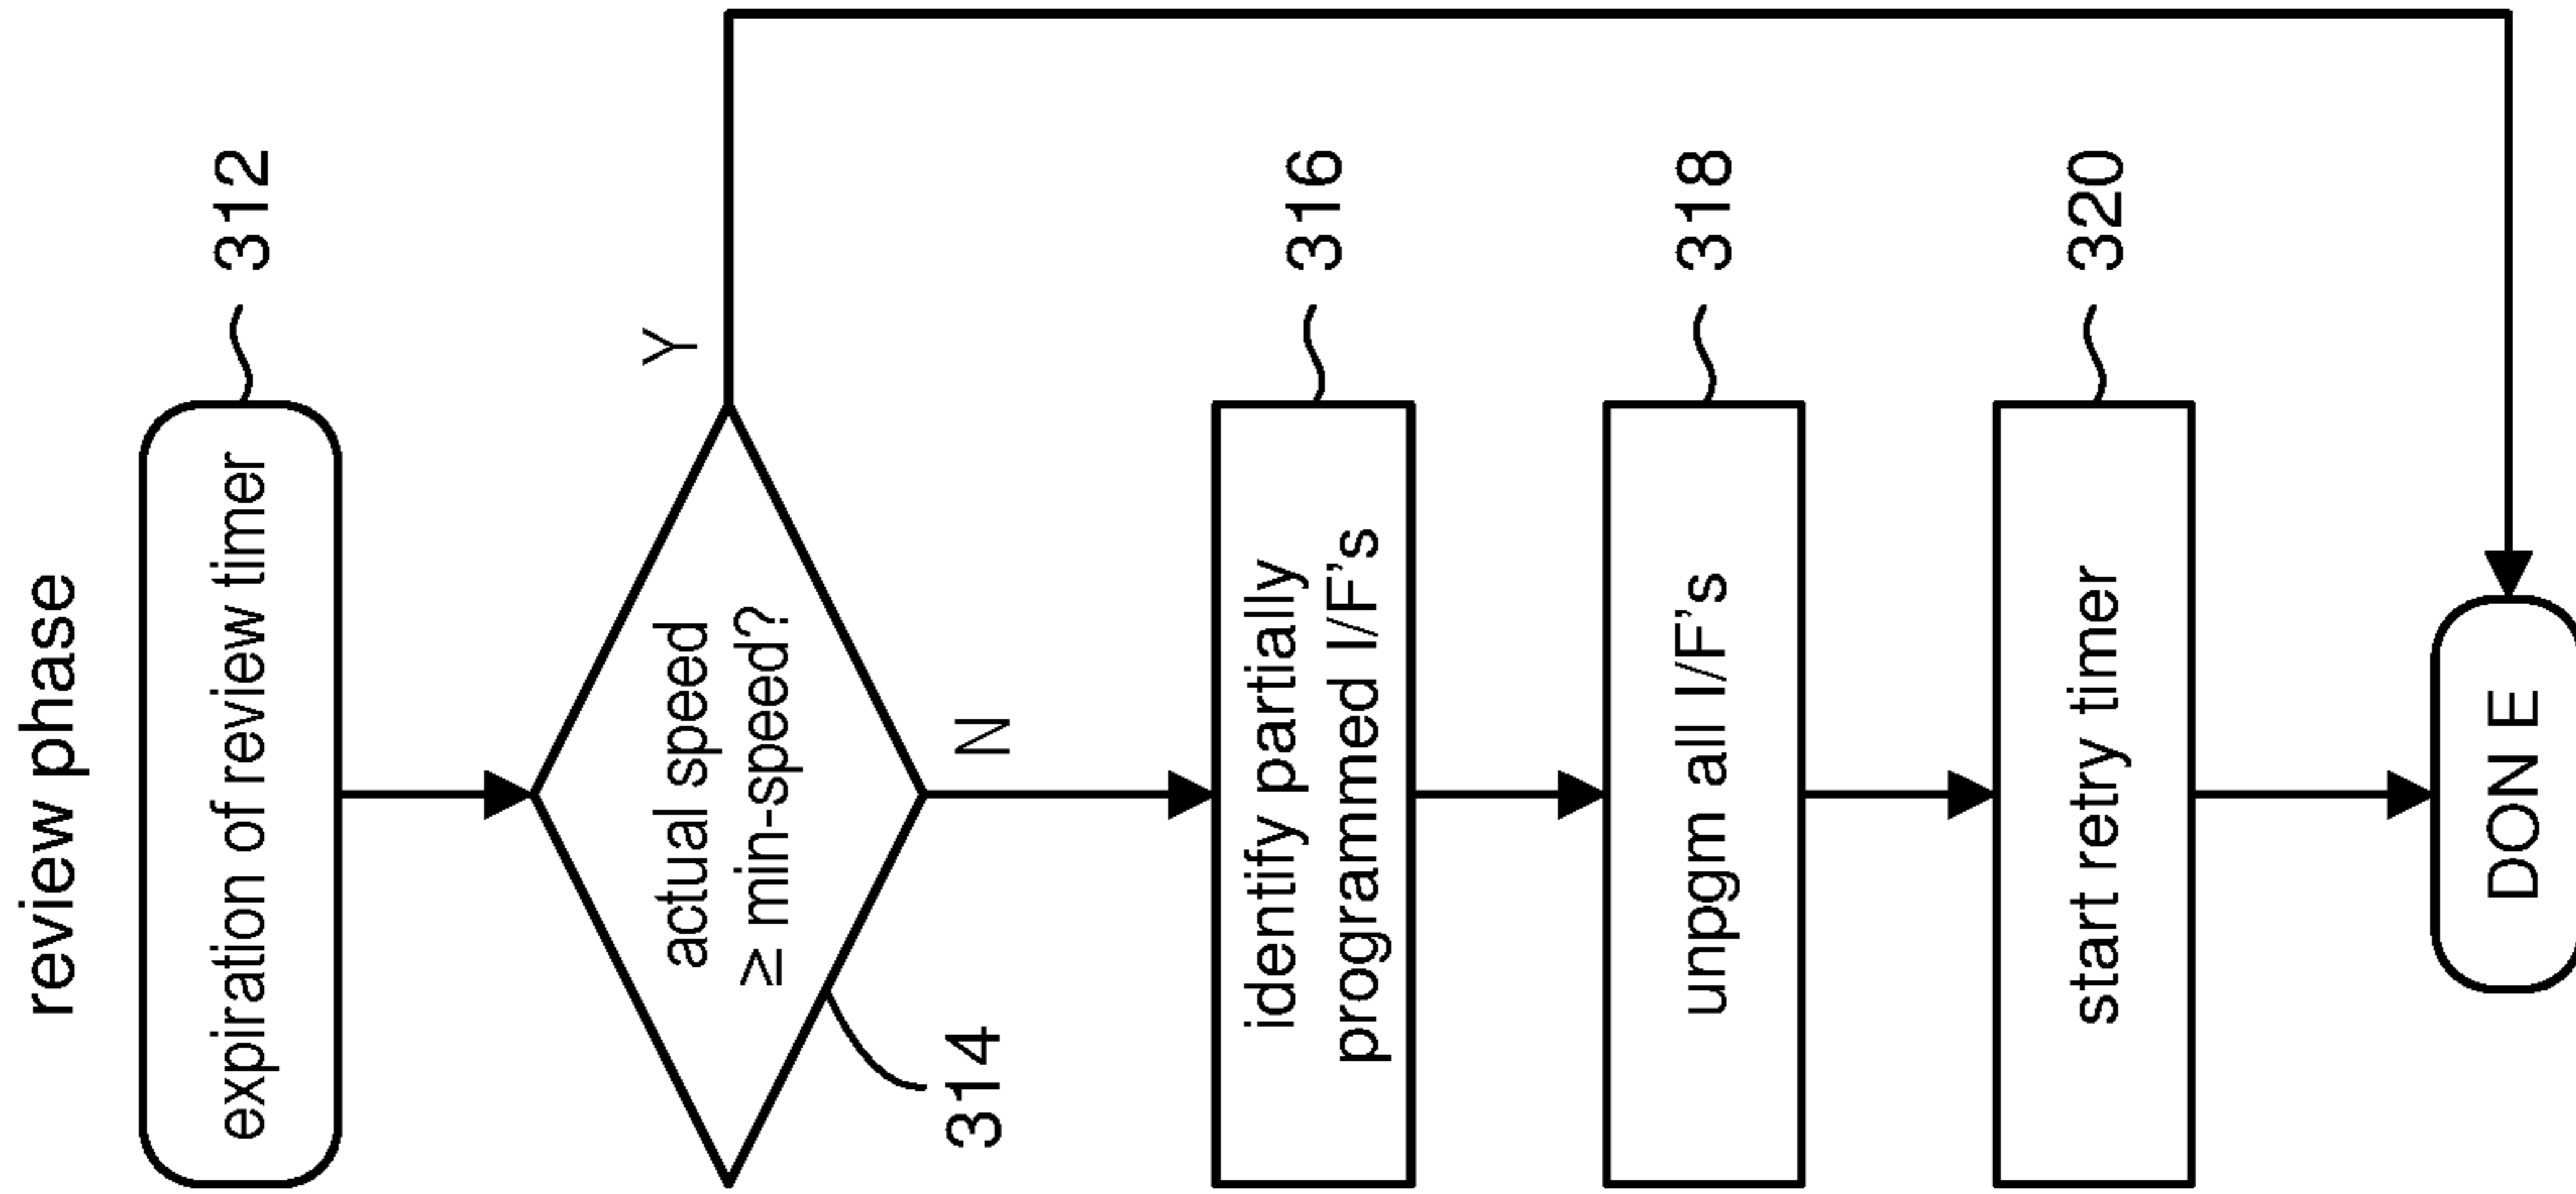 review phase
expiration of review timer
312
actual speed
≥ min-speed?
314
Y
N
identify partially
programmed I/F's
316
unpgm all I/F's
318
start retry timer
320
DONE